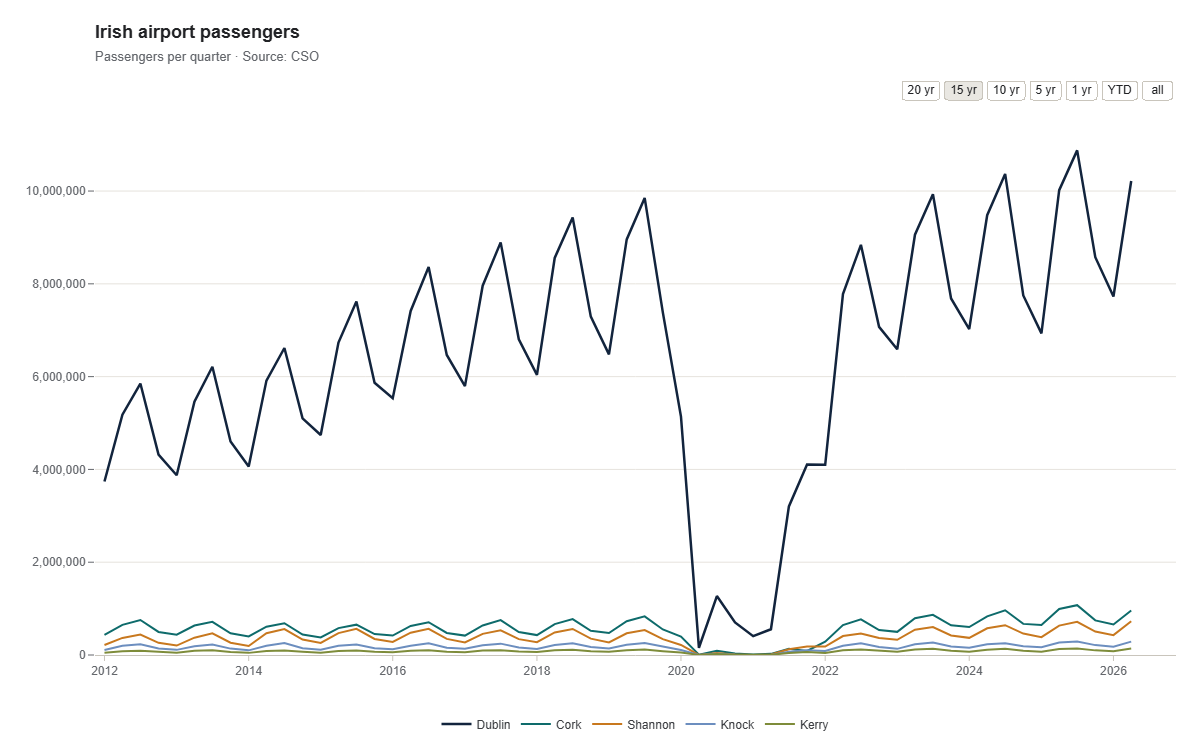 Irish airport passengers
Passengers per quarter · Source: CSO
20 yr 15 yr 10 yr 5 yr 1 yr YTD all
10,000,000
8,000,000
6,000,000
4,000,000
2,000,000
0
2012 2014 2016 2018 2020 2022 2024 2026
Dublin Cork Shannon Knock Kerry